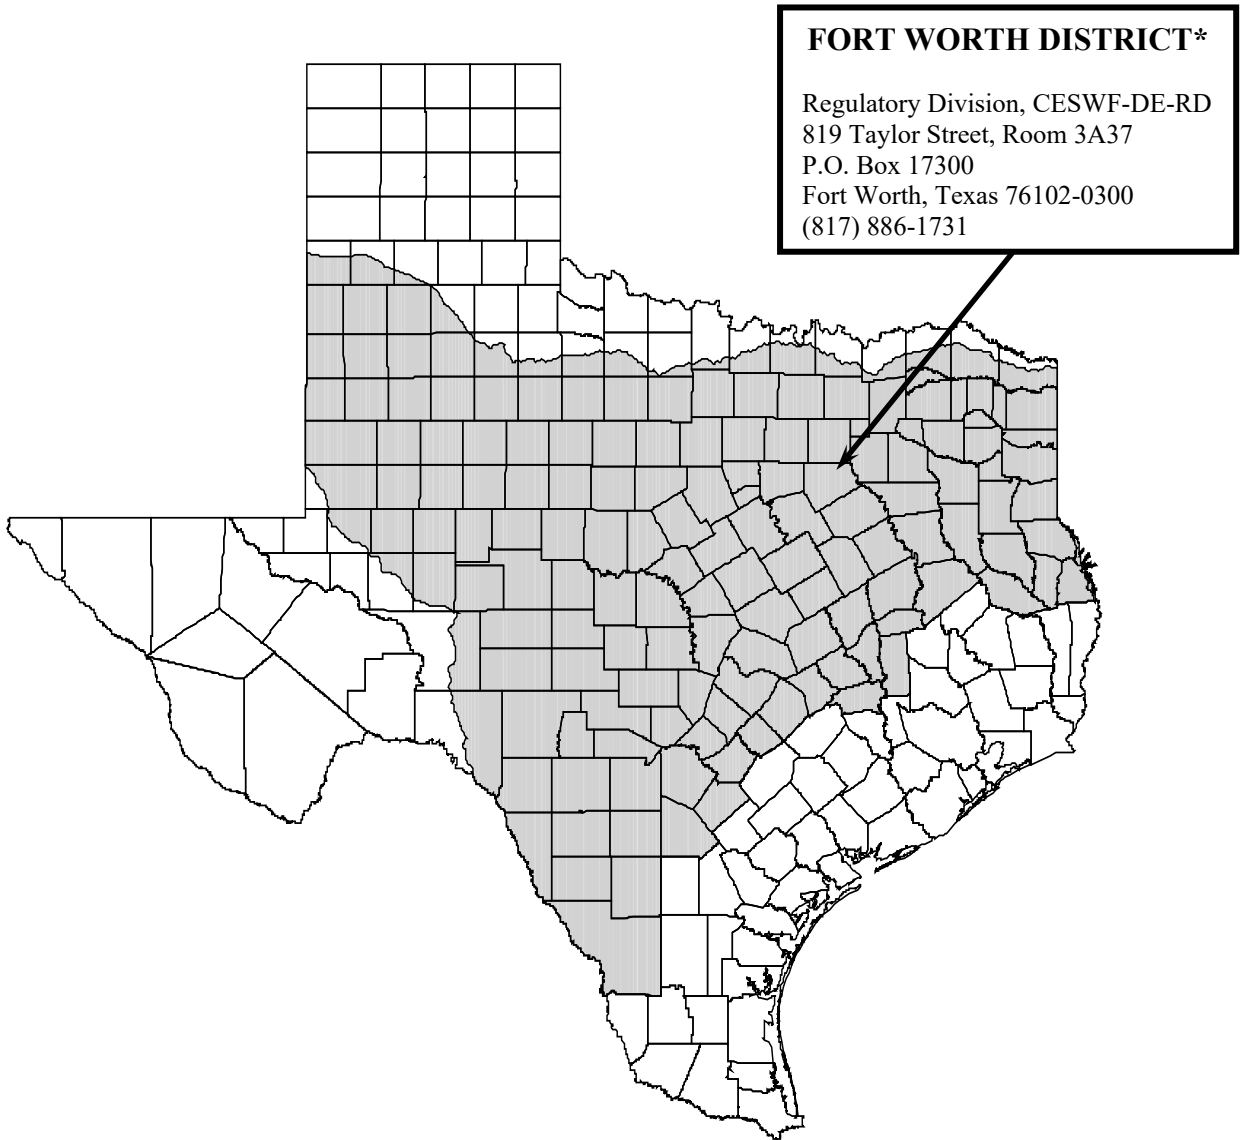 FORT WORTH DISTRICT*
Regulatory Division, CESWF-DE-RD
819 Taylor Street, Room 3A37
P.O. Box 17300
Fort Worth, Texas 76102-0300
(817) 886-1731